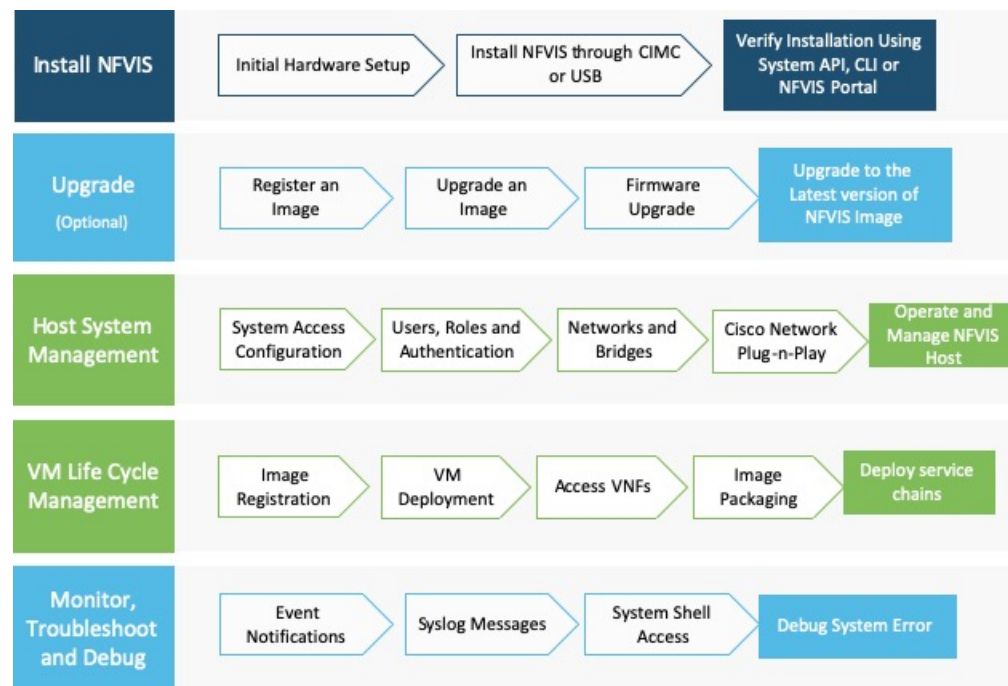 Install NFVIS
Initial Hardware Setup
Install NFVIS through CIMC
or USB
Verify Installation Using
System API, CLI or
NFVIS Portal
Upgrade
(Optional)
Register an
Image
Upgrade an
Image
Firmware
Upgrade
Upgrade to the
Latest version of
NFVIS Image
Host System
Management
System Access
Configuration
Users, Roles and
Authentication
Networks and
Bridges
Cisco Network
Plug-n-Play
Operate and
Manage NFVIS
Host
VM Life Cycle
Management
Image
Registration
VM
Deployment
Access VNFs
Image
Packaging
Deploy service
chains
Monitor,
Troubleshoot
and Debug
Event
Notifications
Syslog Messages
System Shell
Access
Debug System Error